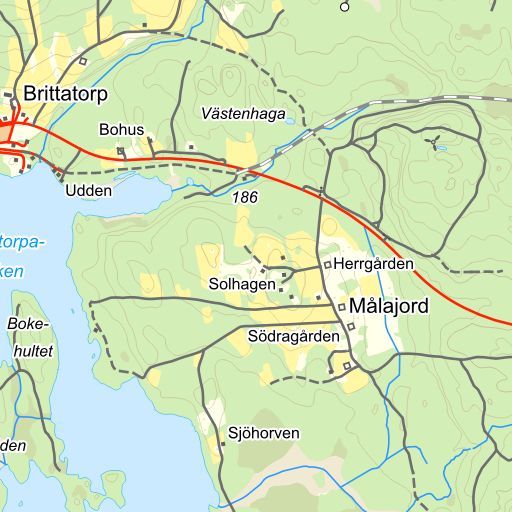 Brittatorp
Västenhaga
Bohus
Udden
186
torpa-
ken
Herrgården
Solhagen
Målajord
Boke-
hultet
Södragården
Sjöhorven
den